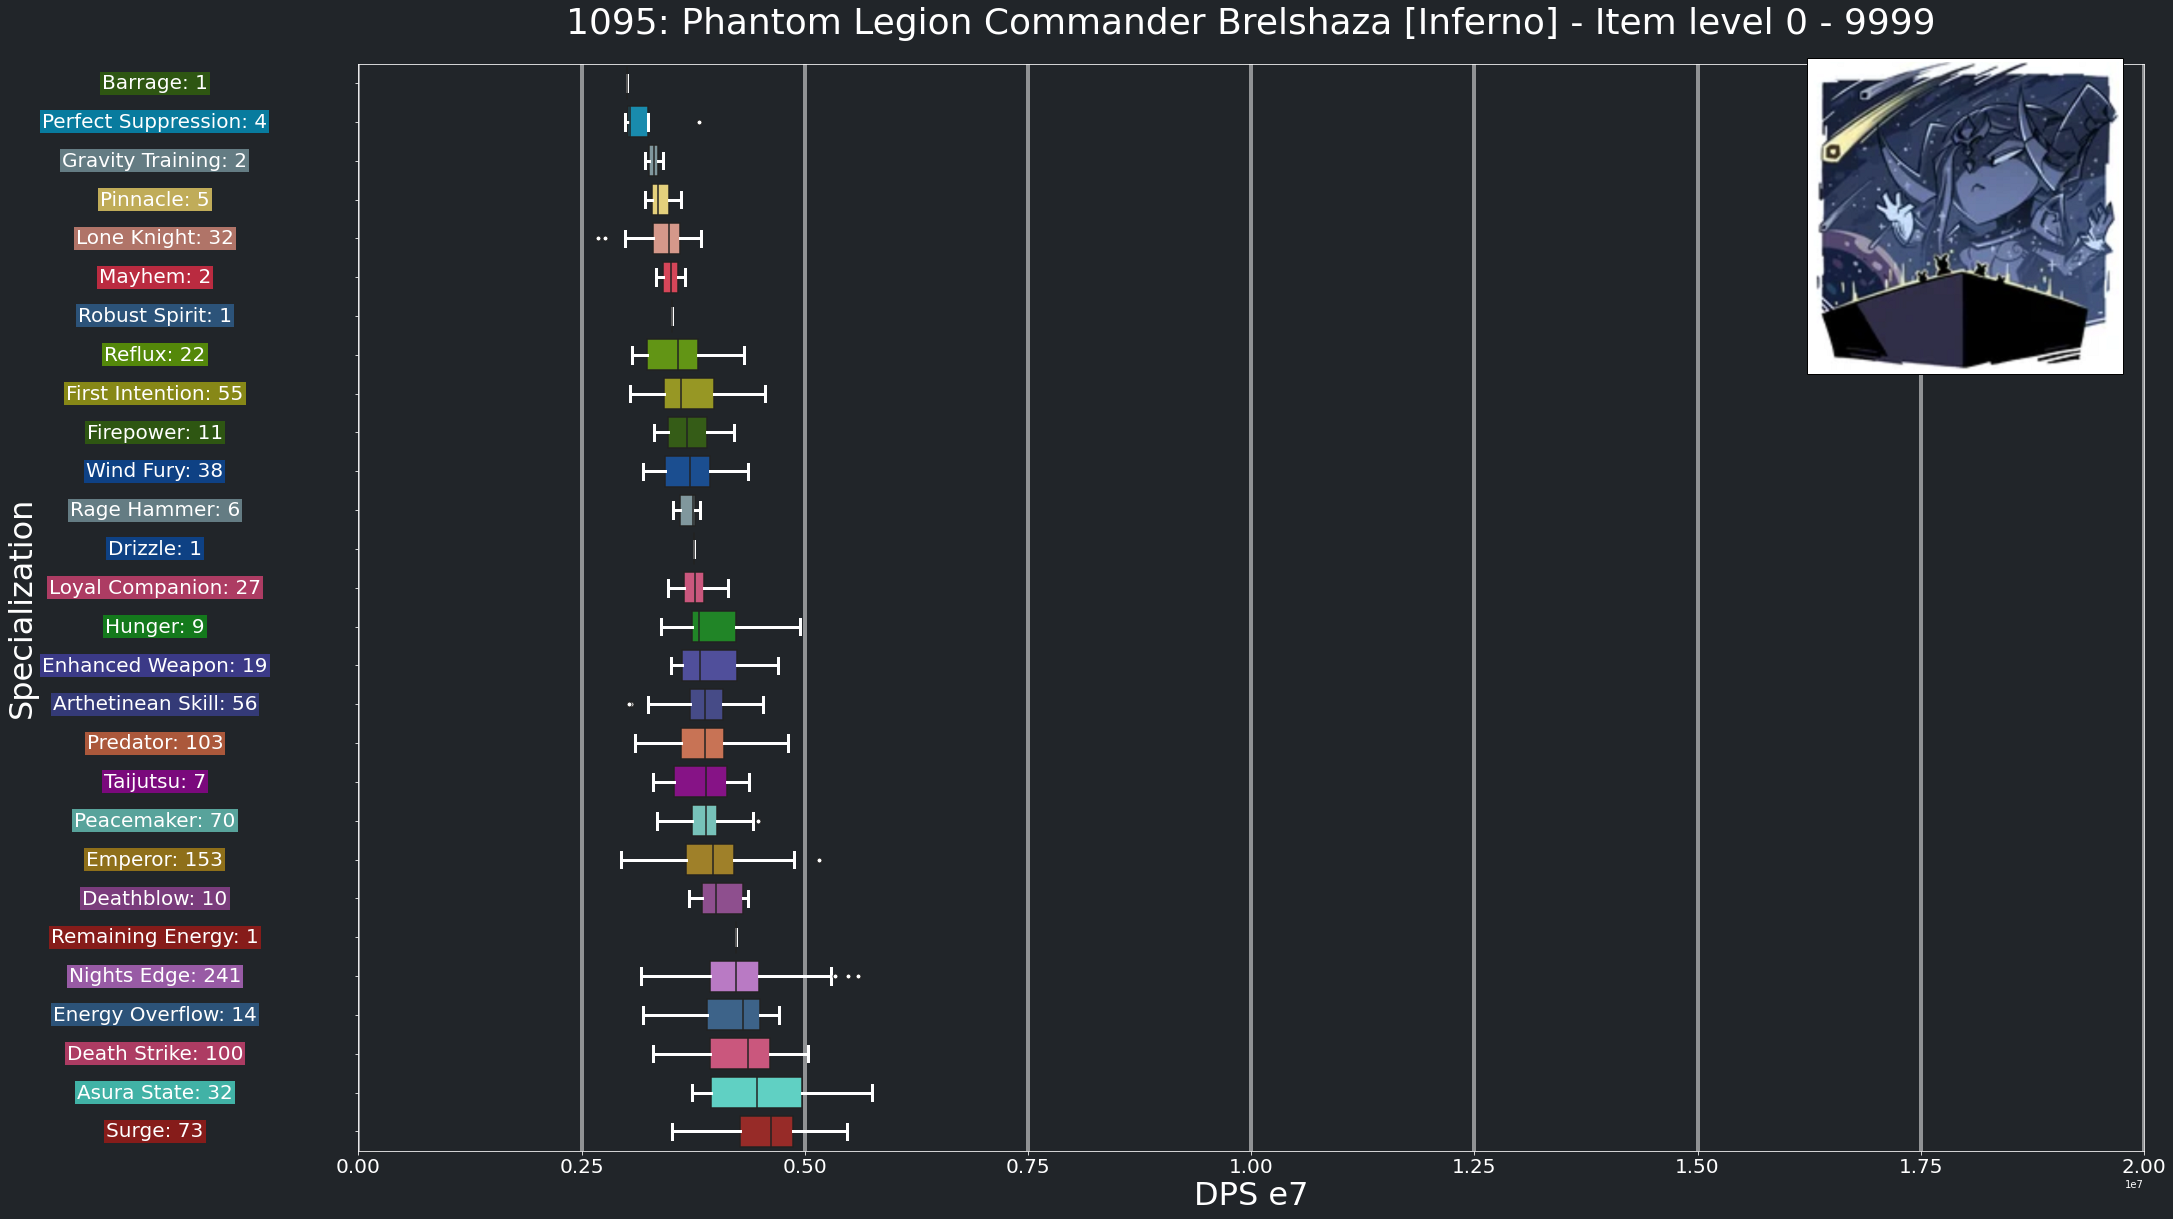 1095: Phantom Legion Commander Brelshaza [Inferno] - Item level 0 - 9999
Specialization
Barrage: 1
Perfect Suppression: 4
Gravity Training: 2
Pinnacle: 5
Lone Knight: 32
Mayhem: 2
Robust Spirit: 1
Reflux: 22
First Intention: 55
Firepower: 11
Wind Fury: 38
Rage Hammer: 6
Drizzle: 1
Loyal Companion: 27
Hunger: 9
Enhanced Weapon: 19
Arthetinean Skill: 56
Predator: 103
Taijutsu: 7
Peacemaker: 70
Emperor: 153
Deathblow: 10
Remaining Energy: 1
Nights Edge: 241
Energy Overflow: 14
Death Strike: 100
Asura State: 32
Surge: 73
0.00 0.25 0.50 0.75 1.00 1.25 1.50 1.75 2.00
1e7
DPS e7